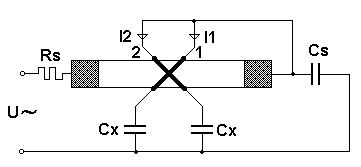 I2 I1
Rs 2 1 Cs
U~
Cx Cx